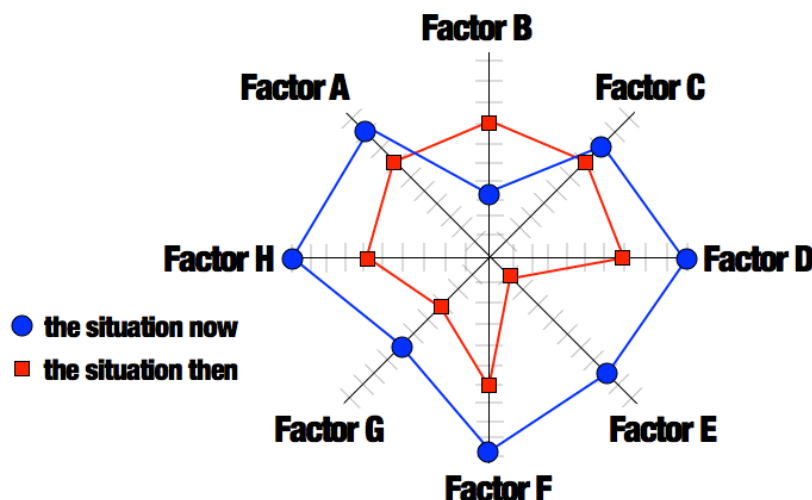 Factor B
Factor A
Factor C
Factor H
Factor D
the situation now
the situation then
Factor G
Factor E
Factor F